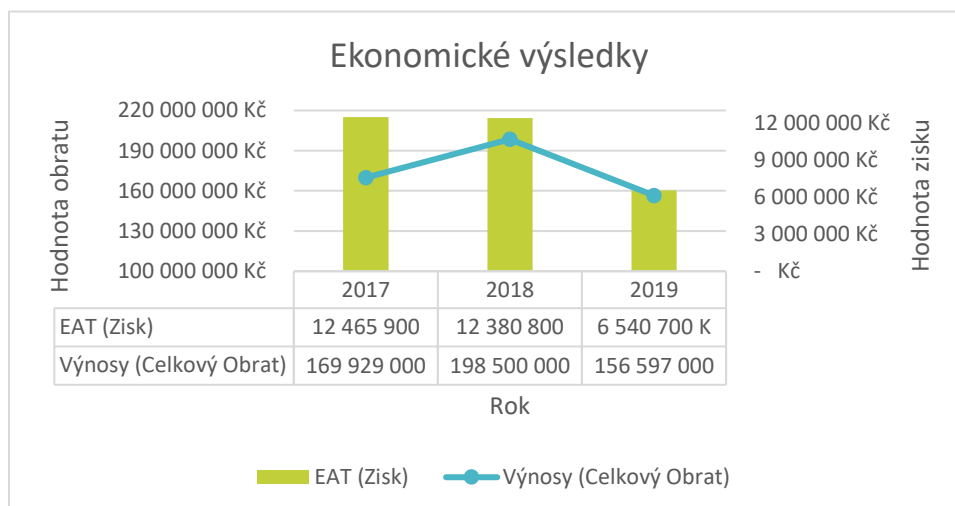 Ekonomické výsledky
Hodnota obratu
220 000 000 Kč
190 000 000 Kč
160 000 000 Kč
130 000 000 Kč
100 000 000 Kč
12 000 000 Kč
9 000 000 Kč
6 000 000 Kč
3 000 000 Kč
- Kč
Hodnota zisku
2017 2018 2019
EAT (Zisk) 12 465 900 12 380 800 6 540 700 K
Výnosy (Celkový Obrat) 169 929 000 198 500 000 156 597 000
Rok
EAT (Zisk) Výnosy (Celkový Obrat)